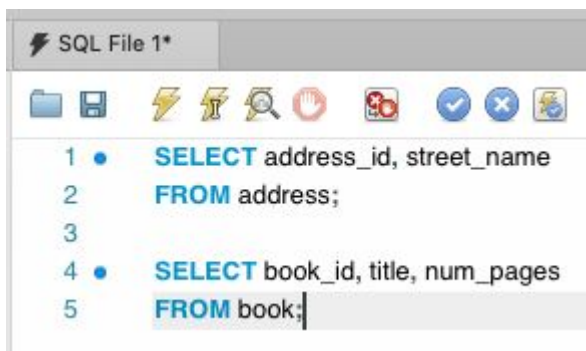 SQL File 1*
1 SELECT address_id, street_name
2 FROM address;
3
4 SELECT book_id, title, num_pages
5 FROM book;